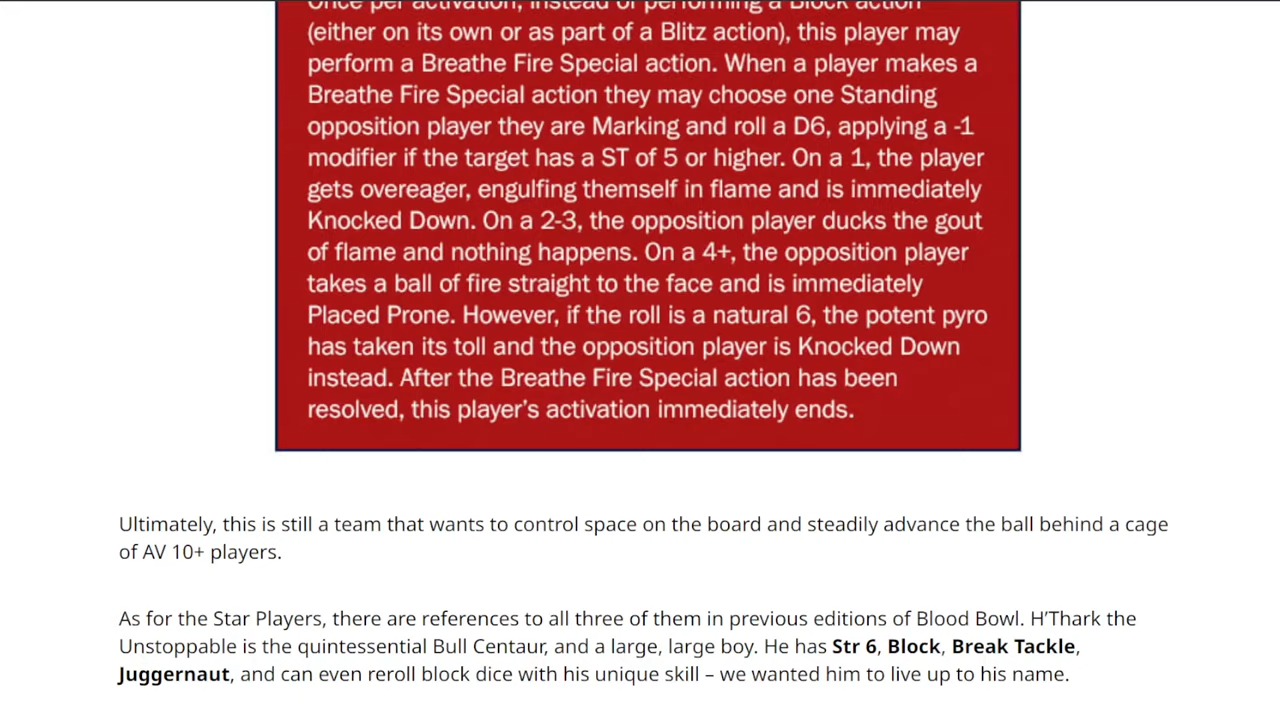 Once per activation, instead of performing a Block action
(either on its own or as part of a Blitz action), this player may
perform a Breathe Fire Special action. When a player makes a
Breathe Fire Special action they may choose one Standing
opposition player they are Marking and roll a D6, applying a -1
modifier if the target has a ST of 5 or higher. On a 1, the player
gets overeager, engulfing themself in flame and is immediately
Knocked Down. On a 2-3, the opposition player ducks the gout
of flame and nothing happens. On a 4+, the opposition player
takes a ball of fire straight to the face and is immediately
Placed Prone. However, if the roll is a natural 6, the potent pyro
has taken its toll and the opposition player is Knocked Down
instead. After the Breathe Fire Special action has been
resolved, this player’s activation immediately ends.
Ultimately, this is still a team that wants to control space on the board and steadily advance the ball behind a cage
of AV 10+ players.
As for the Star Players, there are references to all three of them in previous editions of Blood Bowl. H’Thark the
Unstoppable is the quintessential Bull Centaur, and a large, large boy. He has Str 6, Block, Break Tackle,
Juggernaut, and can even reroll block dice with his unique skill – we wanted him to live up to his name.